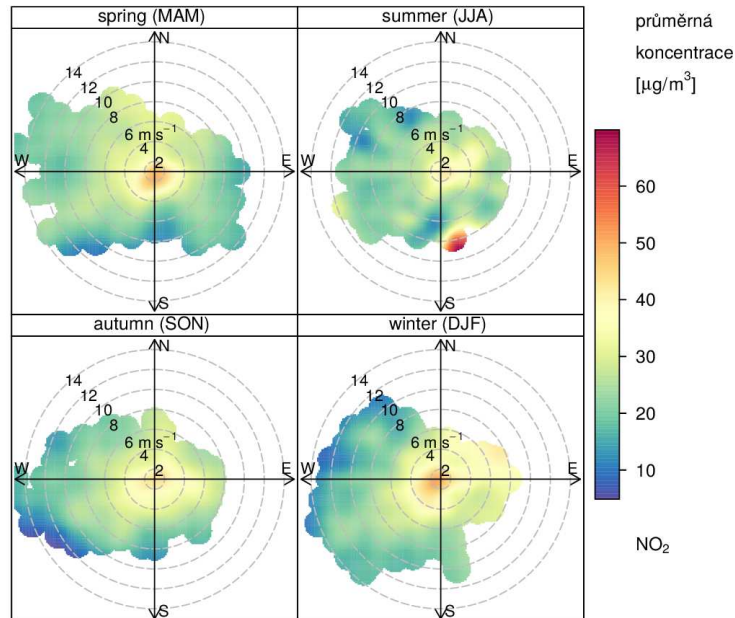 spring (MAM)
N
14
12
10
8
6 m s⁻¹
4
2
W
E
S
summer (JJA)
N
14
12
10
8
6 m s⁻¹
4
2
W
E
S
autumn (SON)
N
14
12
10
8
6 m s⁻¹
4
2
W
E
S
winter (DJF)
N
14
12
10
8
6 m s⁻¹
4
2
W
E
S
průměrná
koncentrace
[µg/m³]
60
50
40
30
20
10
NO₂